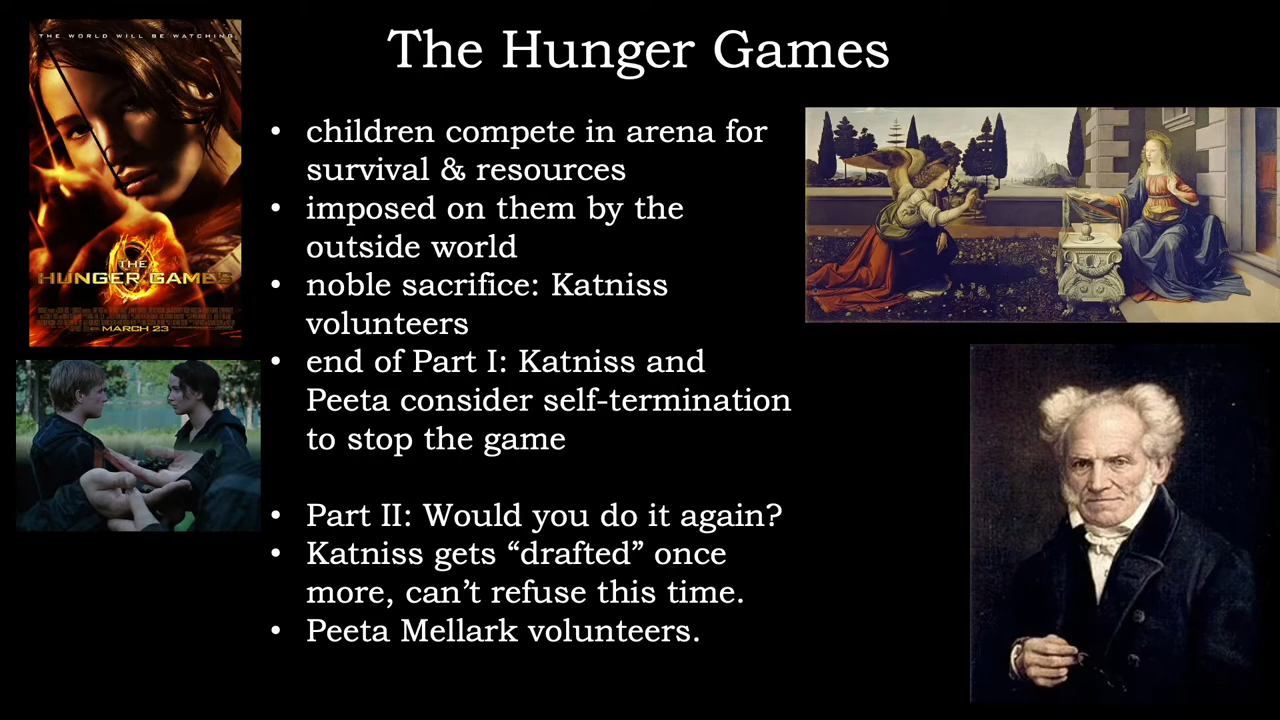 The Hunger Games
THE WORLD WILL BE WATCHING
THE
HUNGER GAMES
MARCH 23
• children compete in arena for
survival & resources
• imposed on them by the
outside world
• noble sacrifice: Katniss
volunteers
• end of Part I: Katniss and
Peeta consider self-termination
to stop the game
• Part II: Would you do it again?
• Katniss gets “drafted” once
more, can’t refuse this time.
• Peeta Mellark volunteers.